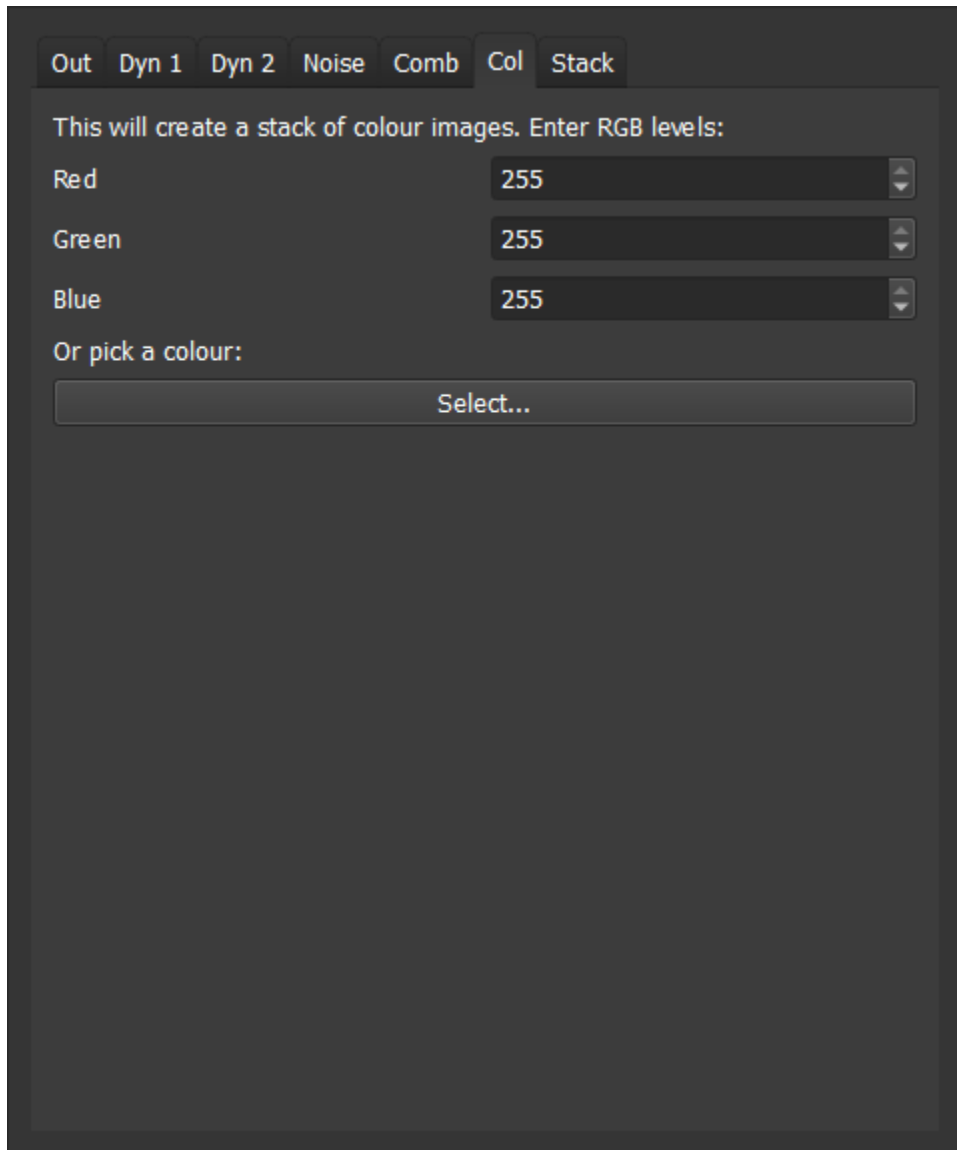 Out Dyn 1 Dyn 2 Noise Comb Col Stack
This will create a stack of colour images. Enter RGB levels:
Red 255
Green 255
Blue 255
Or pick a colour:
Select...